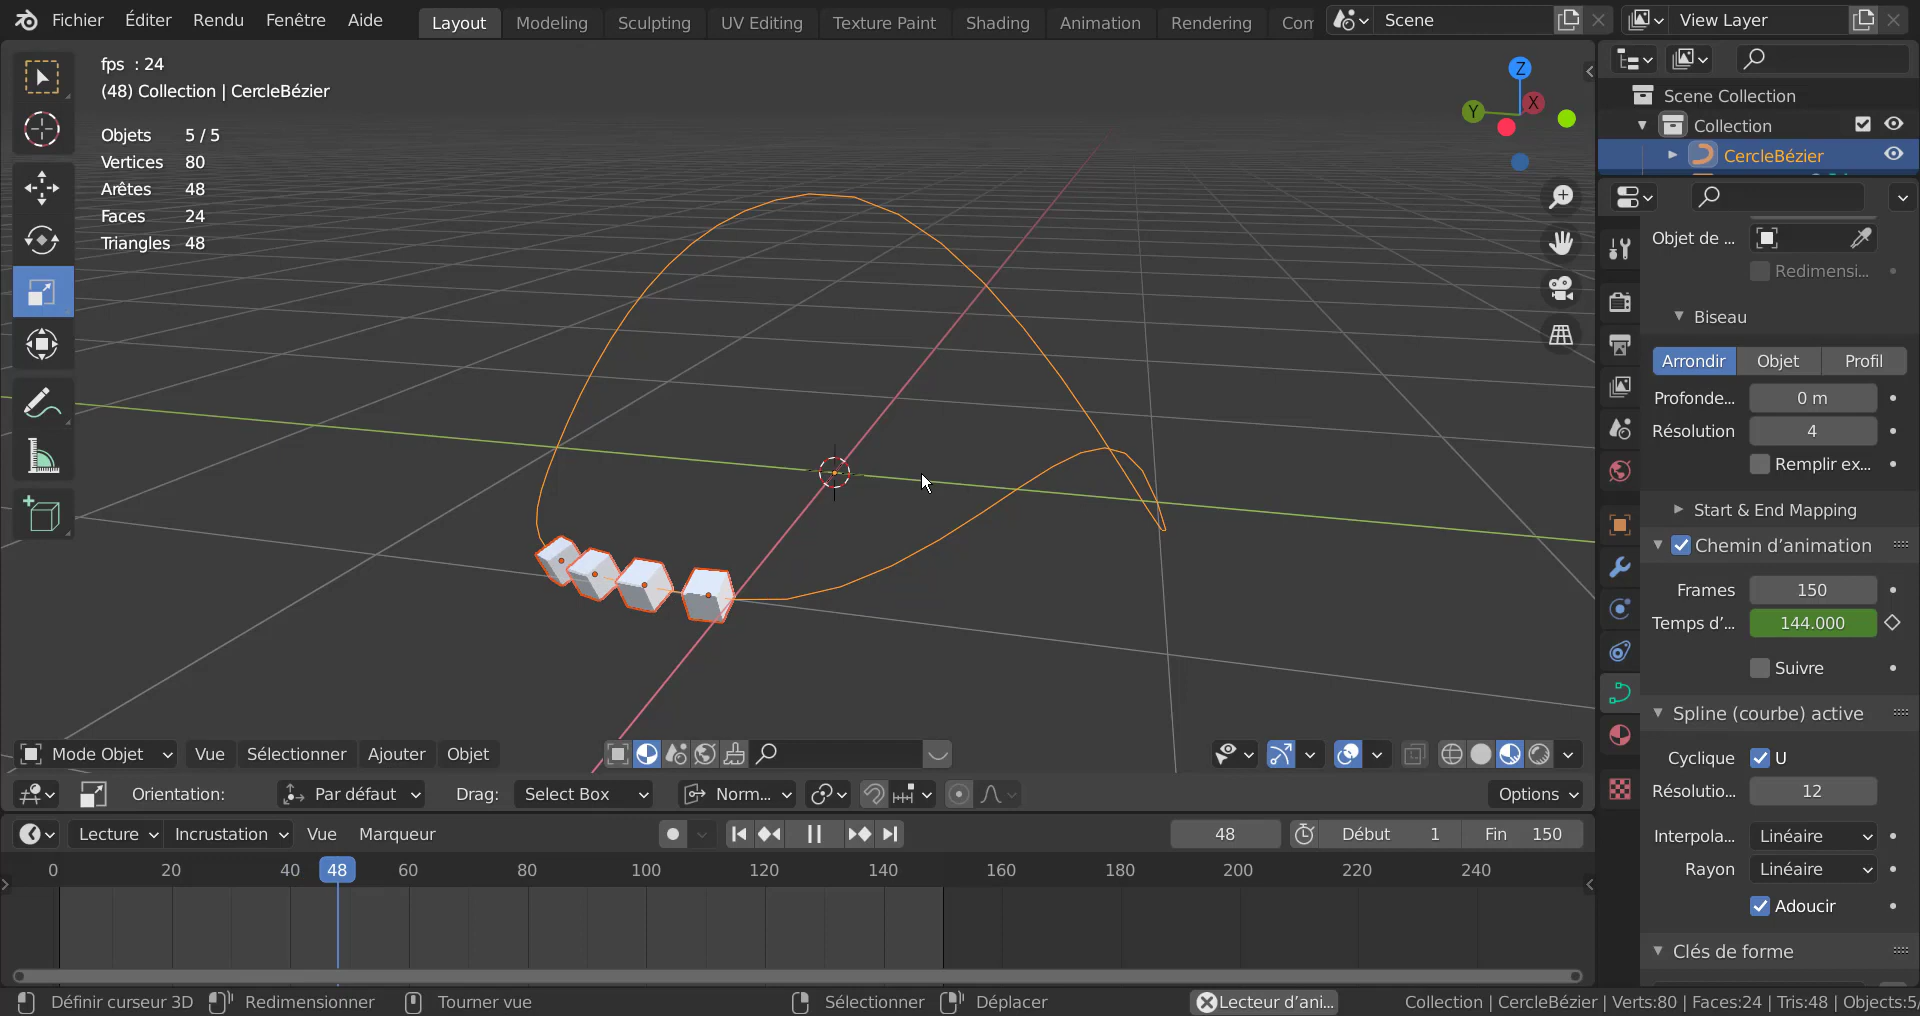 Fichier Éditer Rendu Fenêtre Aide Layout Modeling Sculpting UV Editing Texture Paint Shading Animation Rendering Con Scene View Layer
fps : 24
(48) Collection | CercleBézier
Objets 5 / 5
Vertices 80
Arêtes 48
Faces 24
Triangles 48
Z
Y X
Scene Collection
Collection
CercleBézier
Objet de ...
Redimensi...
Biseau
Arrondir Objet Profil
Profonde... 0 m
Résolution 4
Remplir ex...
Start & End Mapping
Chemin d’animation
Frames 150
Temps d’... 144.000
Suivre
Spline (courbe) active
Cyclique U
Résolutio... 12
Interpola... Linéaire
Rayon Linéaire
Adoucir
Clés de forme
Mode Objet Vue Sélectionner Ajouter Objet
Orientation: Par défaut Drag: Select Box Norm... Options
Lecture Incrustation Vue Marqueur 48 Début 1 Fin 150
0 20 40 48 60 80 100 120 140 160 180 200 220 240
Définir curseur 3D Redimensionner Tourner vue Sélectionner Déplacer Lecteur d’ani... Collection | CercleBézier | Verts:80 | Faces:24 | Tris:48 | Objects:5/